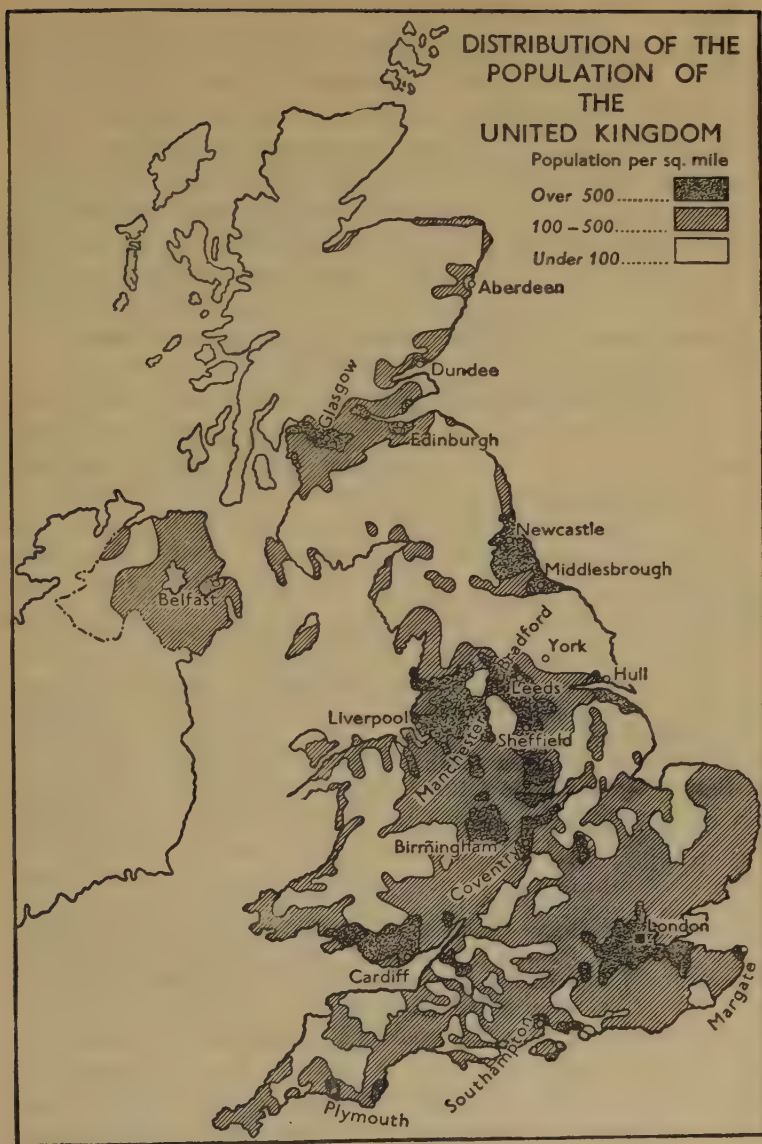 DISTRIBUTION OF THE
POPULATION OF
THE
UNITED KINGDOM
Population per sq. mile
Over 500..........
100–500..........
Under 100.........
Aberdeen
Dundee
Glasgow
Edinburgh
Newcastle
Middlesbrough
Belfast
Bradford
York
Leeds
Hull
Liverpool
Manchester
Sheffield
Birmingham
Coventry
London
Cardiff
Margate
Southampton
Plymouth